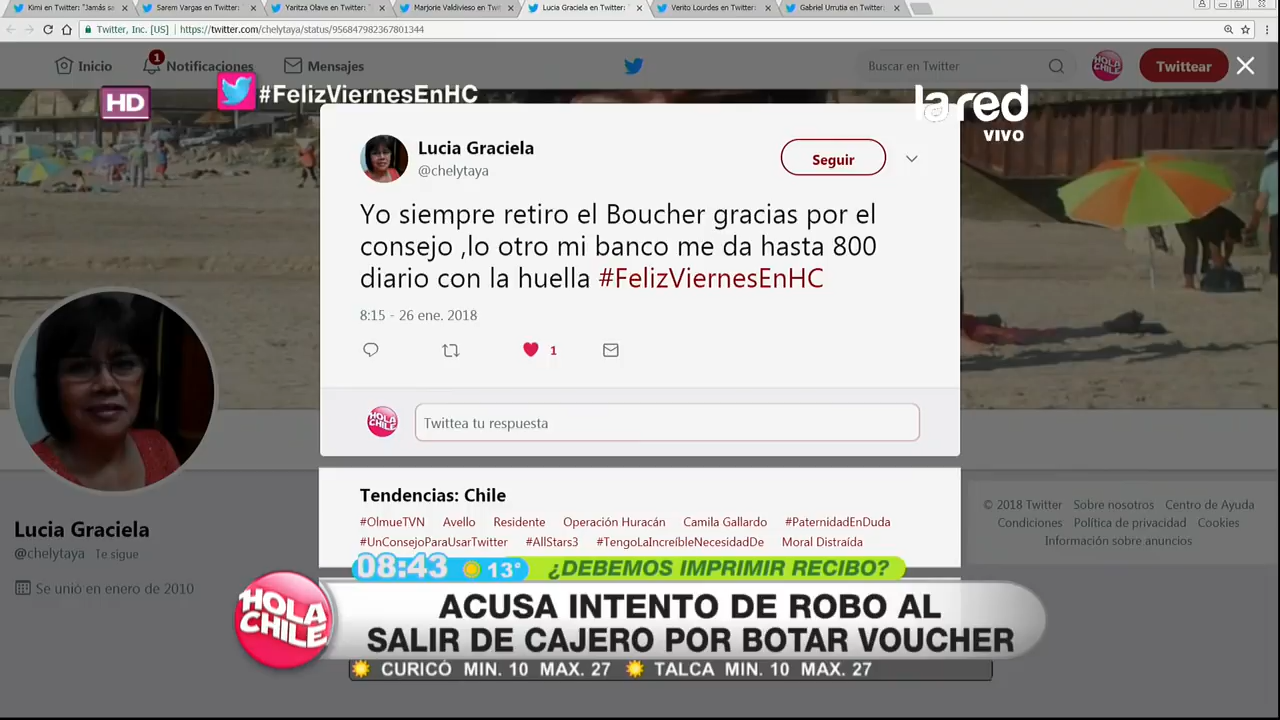 Kimi en Twitter: "Jamás sa
Sarem Vargas en Twitter:
Yaritza Olave en Twitter: "
Marjorie Valdivieso en Twit
Lucia Graciela en Twitter:
Verito Lourdes en Twitter:
Gabriel Urrutia en Twitter:
Twitter, Inc. [US]
https://twitter.com/chelytaya/status/956847982367801344
Inicio
1
Notificaciones
Mensajes
Buscar en Twitter
HOLA CHILE
Twittear
HD
#FelizViernesEnHC
la red
VIVO
Lucia Graciela
@chelytaya
Seguir
Yo siempre retiro el Boucher gracias por el
consejo ,lo otro mi banco me da hasta 800
diario con la huella #FelizViernesEnHC
8:15 - 26 ene. 2018
1
HOLA CHILE
Twittea tu respuesta
Lucia Graciela
@chelytaya Te sigue
Se unió en enero de 2010
Tendencias: Chile
#OlmueTVN Avello Residente Operación Huracán Camila Gallardo #PaternidadEnDuda
#UnConsejoParaUsarTwitter #AllStars3 #TengoLaIncreíbleNecesidadDe Moral Distraída
© 2018 Twitter Sobre nosotros Centro de Ayuda
Condiciones Política de privacidad Cookies
Información sobre anuncios
08:43 13° ¿DEBEMOS IMPRIMIR RECIBO?
HOLA
CHILE
ACUSA INTENTO DE ROBO AL
SALIR DE CAJERO POR BOTAR VOUCHER
CURICÓ MIN. 10 MAX. 27 TALCA MIN. 10 MAX. 27